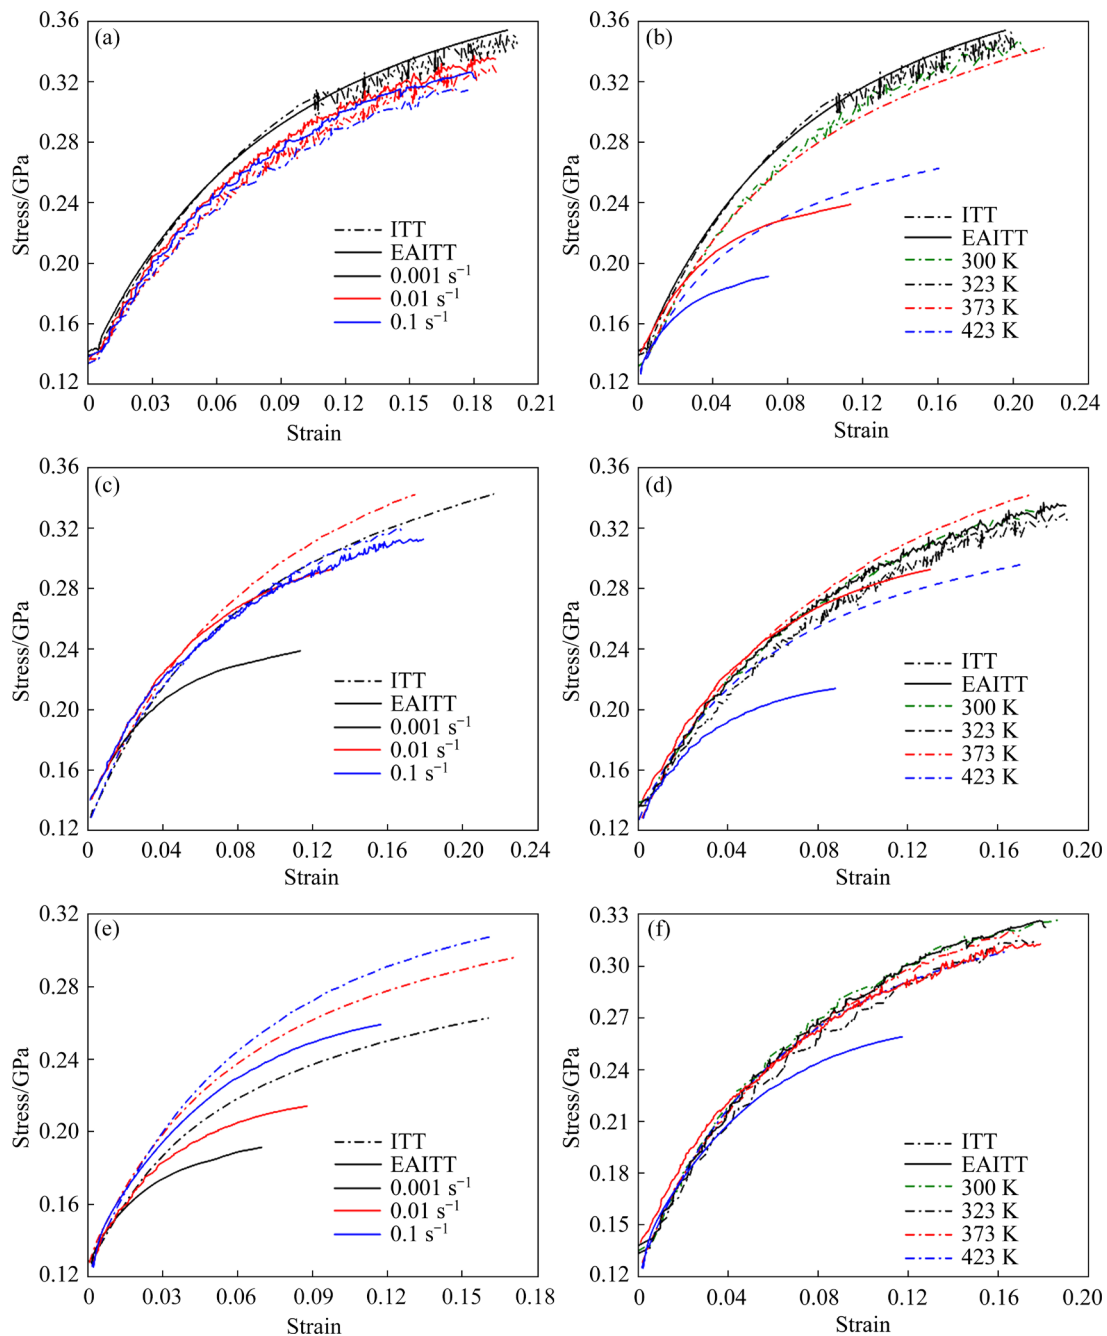 (a)
0.36
0.32
0.28
0.24
0.20
0.16
0.12
Stress/GPa
ITT
EAITT
0.001 s⁻¹
0.01 s⁻¹
0.1 s⁻¹
0 0.03 0.06 0.09 0.12 0.15 0.18 0.21
Strain
(b)
0.36
0.32
0.28
0.24
0.20
0.16
0.12
Stress/GPa
ITT
EAITT
300 K
323 K
373 K
423 K
0 0.04 0.08 0.12 0.16 0.20 0.24
Strain
(c)
0.36
0.32
0.28
0.24
0.20
0.16
0.12
Stress/GPa
ITT
EAITT
0.001 s⁻¹
0.01 s⁻¹
0.1 s⁻¹
0 0.04 0.08 0.12 0.16 0.20 0.24
Strain
(d)
0.36
0.32
0.28
0.24
0.20
0.16
0.12
Stress/GPa
ITT
EAITT
300 K
323 K
373 K
423 K
0 0.04 0.08 0.12 0.16 0.20
Strain
(e)
0.32
0.28
0.24
0.20
0.16
0.12
Stress/GPa
ITT
EAITT
0.001 s⁻¹
0.01 s⁻¹
0.1 s⁻¹
0 0.03 0.06 0.09 0.12 0.15 0.18
Strain
(f)
0.33
0.30
0.27
0.24
0.21
0.18
0.15
0.12
Stress/GPa
ITT
EAITT
300 K
323 K
373 K
423 K
0 0.04 0.08 0.12 0.16 0.20
Strain